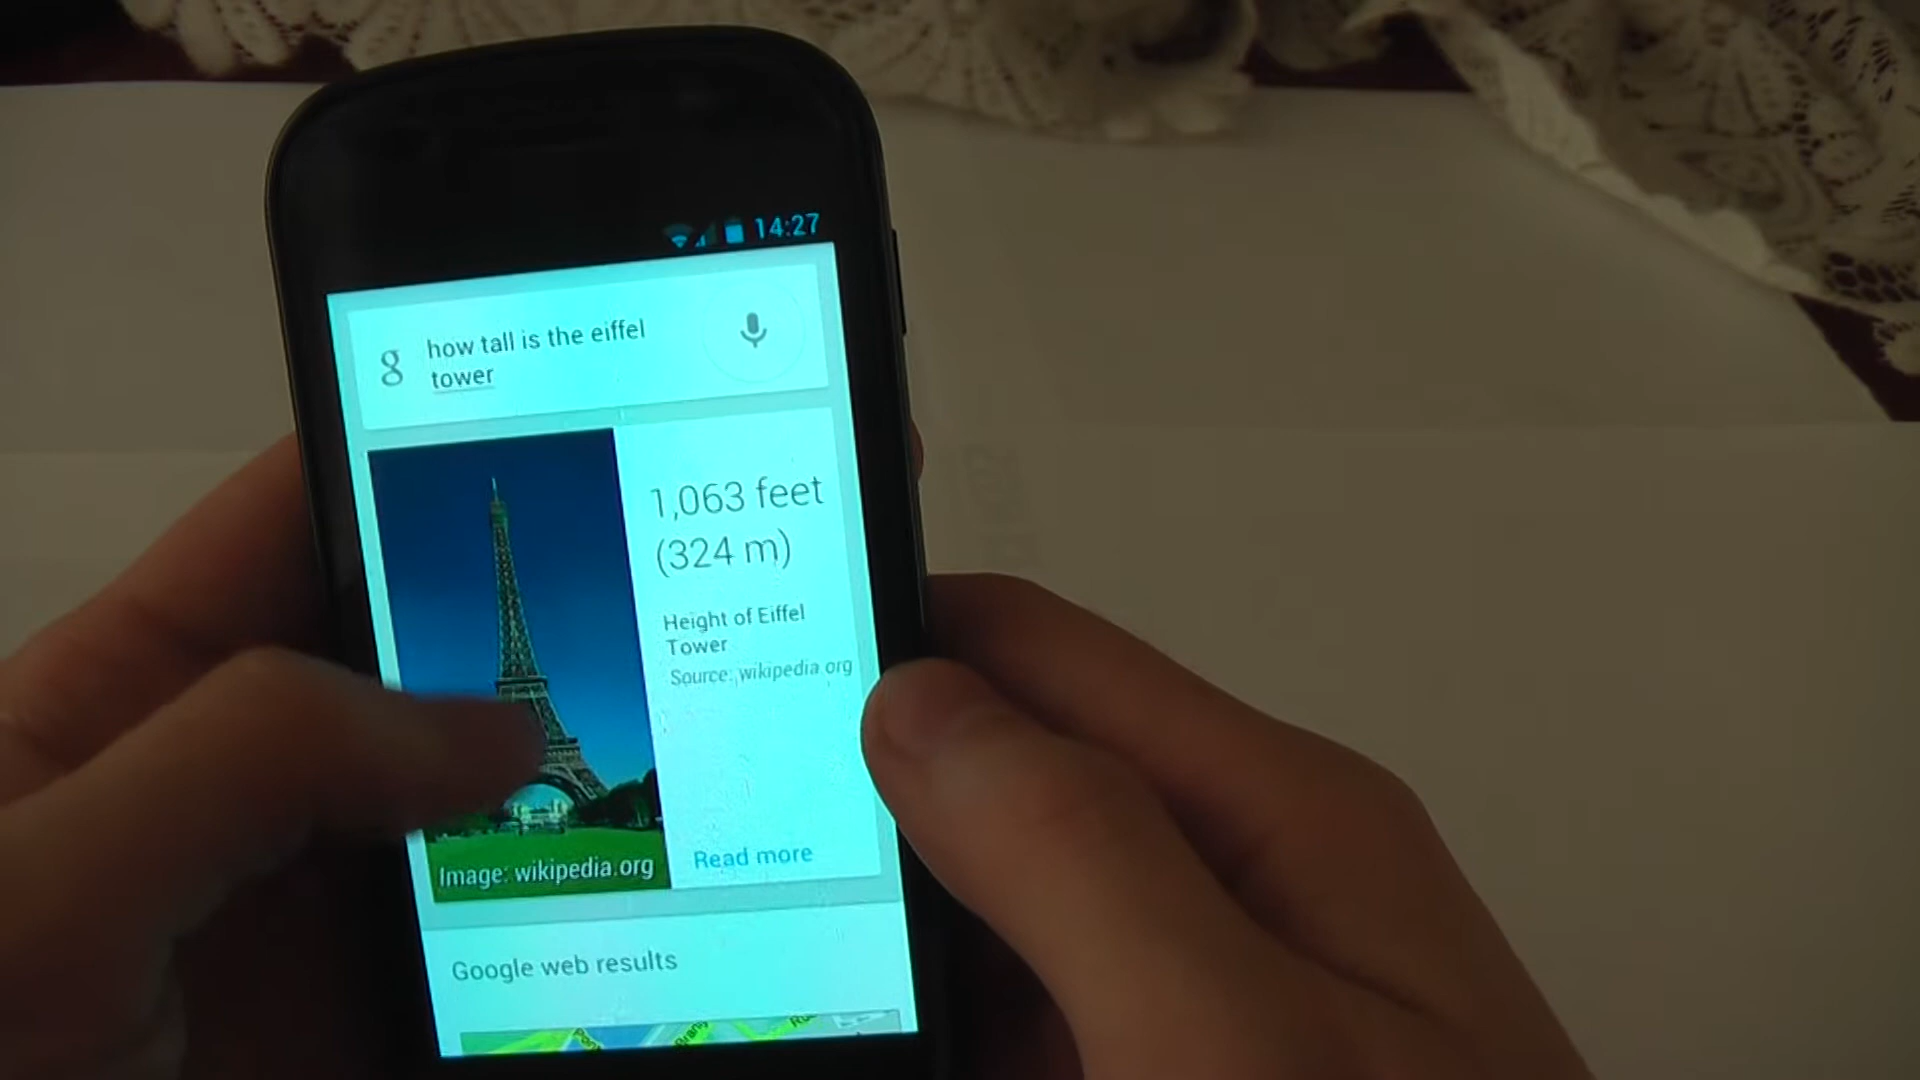 14:27
g
how tall is the eiffel
tower
1,063 feet
(324 m)
Height of Eiffel
Tower
Source: wikipedia.org
Read more
Image: wikipedia.org
Google web results